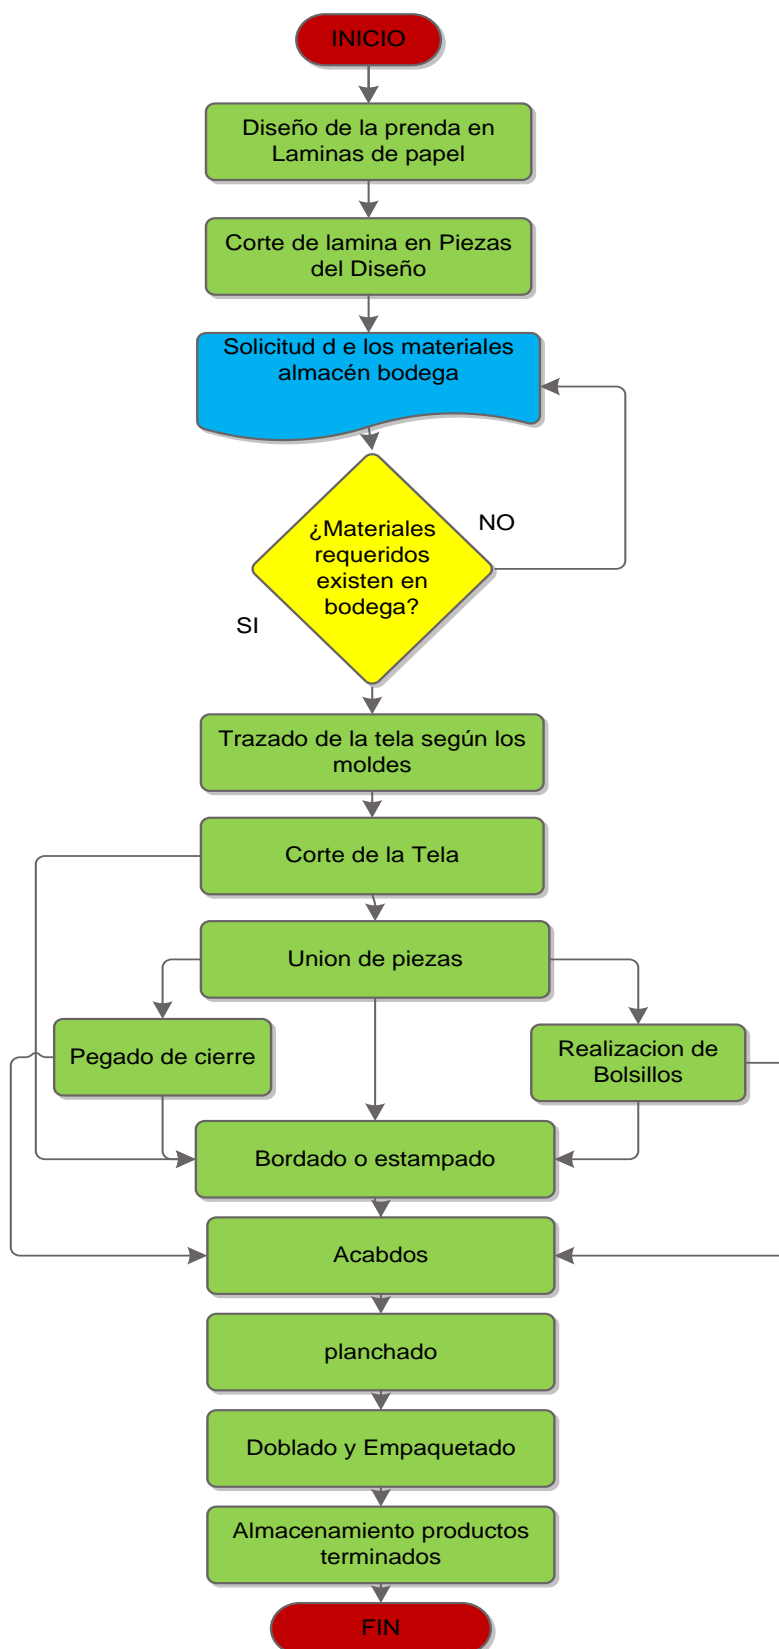 INICIO
Diseño de la prenda en
Laminas de papel
Corte de lamina en Piezas
del Diseño
Solicitud d e los materiales
almacén bodega
¿Materiales
requeridos
existen en
bodega?
NO
SI
Trazado de la tela según los
moldes
Corte de la Tela
Union de piezas
Pegado de cierre
Realizacion de
Bolsillos
Bordado o estampado
Acabdos
planchado
Doblado y Empaquetado
Almacenamiento productos
terminados
FIN